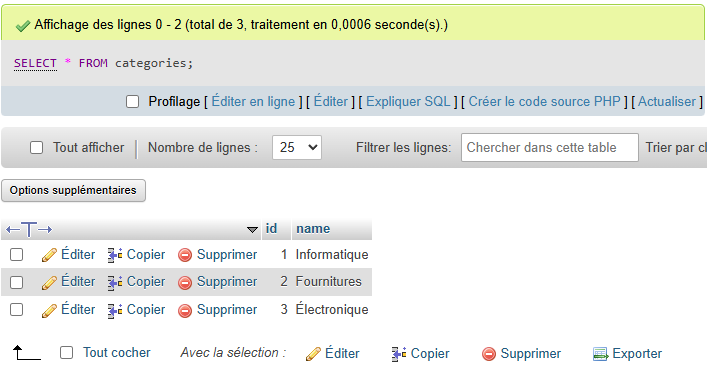 Affichage des lignes 0 - 2 (total de 3, traitement en 0,0006 seconde(s).)
SELECT * FROM categories;
Profilage [ Éditer en ligne ] [ Éditer ] [ Expliquer SQL ] [ Créer le code source PHP ] [ Actualiser ]
Tout afficher Nombre de lignes : 25 Filtrer les lignes: Chercher dans cette table Trier par cl
Options supplémentaires
id name
Éditer Copier Supprimer 1 Informatique
Éditer Copier Supprimer 2 Fournitures
Éditer Copier Supprimer 3 Électronique
Tout cocher Avec la sélection : Éditer Copier Supprimer Exporter